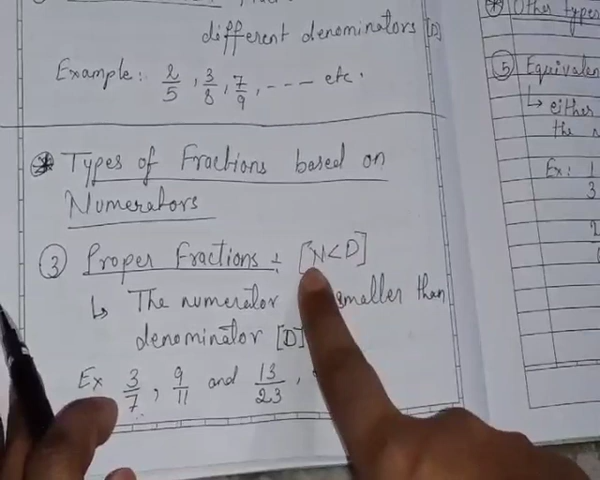 different denominators [D]
Example: 2/5, 3/8, 7/9, ---- etc.
* Types of Fractions based on
Numerators
③ Proper Fractions ÷ [N<D]
↳ The numerator smaller than
denominator [D]
Ex 3/7, 9/11 and 13/23,
* Other types
⑤ Equivalen
↳ either
the n
Ex: 1
3
2